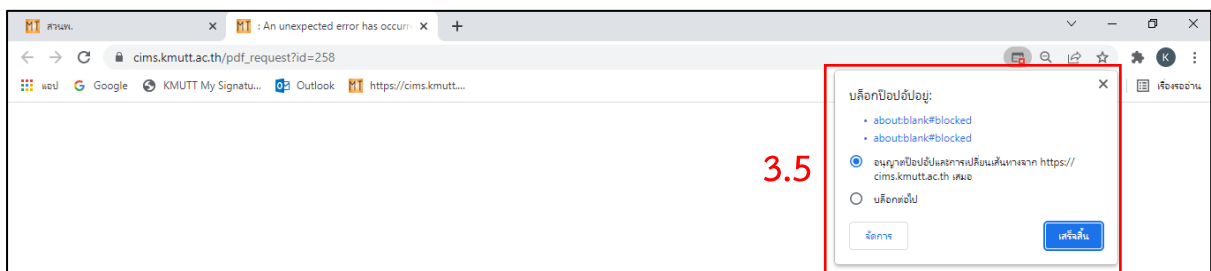 สวนพ.
: An unexpected error has occurr
cims.kmutt.ac.th/pdf_request?id=258
K
แอป
Google
KMUTT My Signatu...
Outlook
https://cims.kmutt....
เรื่องรออ่าน
บล็อกป๊อปอัปอยู่:
• about:blank#blocked
• about:blank#blocked
อนุญาตป๊อปอัปและการเปลี่ยนเส้นทางจาก https://
cims.kmutt.ac.th เสมอ
บล็อกต่อไป
จัดการ
เสร็จสิ้น
3.5